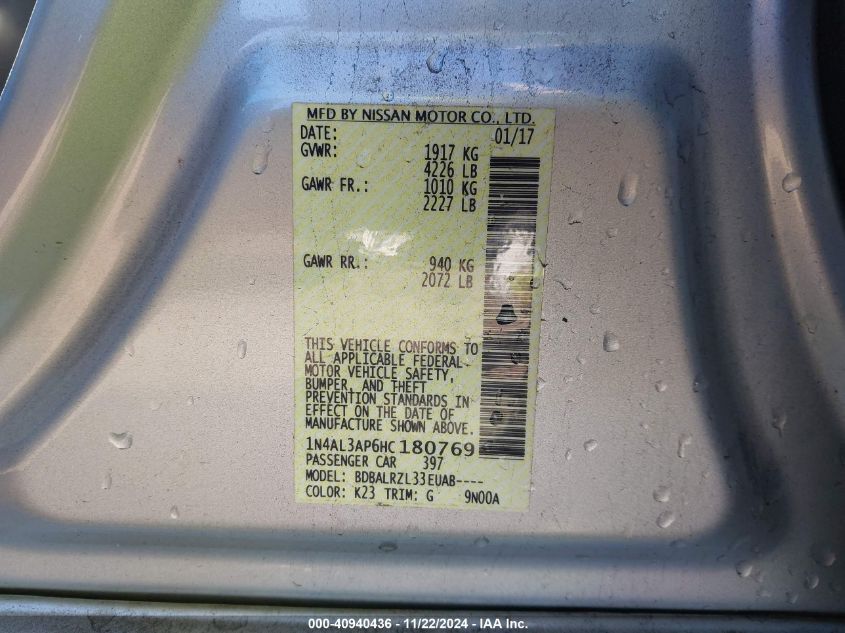 MFD BY NISSAN MOTOR CO., LTD.
DATE: 01/17
GVWR: 1917 KG
4226 LB
GAWR FR.: 1010 KG
2227 LB
GAWR RR.: 940 KG
2072 LB
THIS VEHICLE CONFORMS TO
ALL APPLICABLE FEDERAL
MOTOR VEHICLE SAFETY,
BUMPER, AND THEFT
PREVENTION STANDARDS IN
EFFECT ON THE DATE OF
MANUFACTURE SHOWN ABOVE.
1N4AL3AP6HC180769
PASSENGER CAR 397
MODEL: BDBALRZL33EUAB----
COLOR: K23 TRIM: G 9N00A
000-40940436 - 11/22/2024 - IAA Inc.